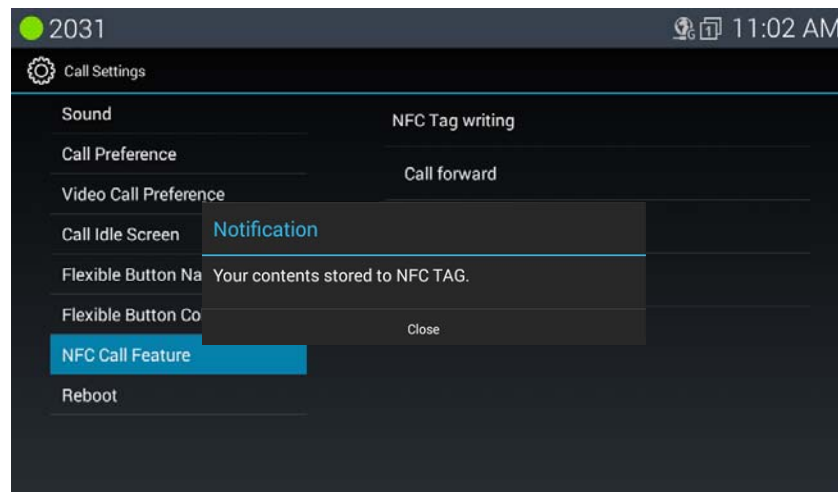 2031
G 1 11:02 AM
Call Settings
Sound
Call Preference
Video Call Preference
Call Idle Screen
Flexible Button Na
Flexible Button Co
NFC Call Feature
Reboot
NFC Tag writing
Call forward
Notification
Your contents stored to NFC TAG.
Close